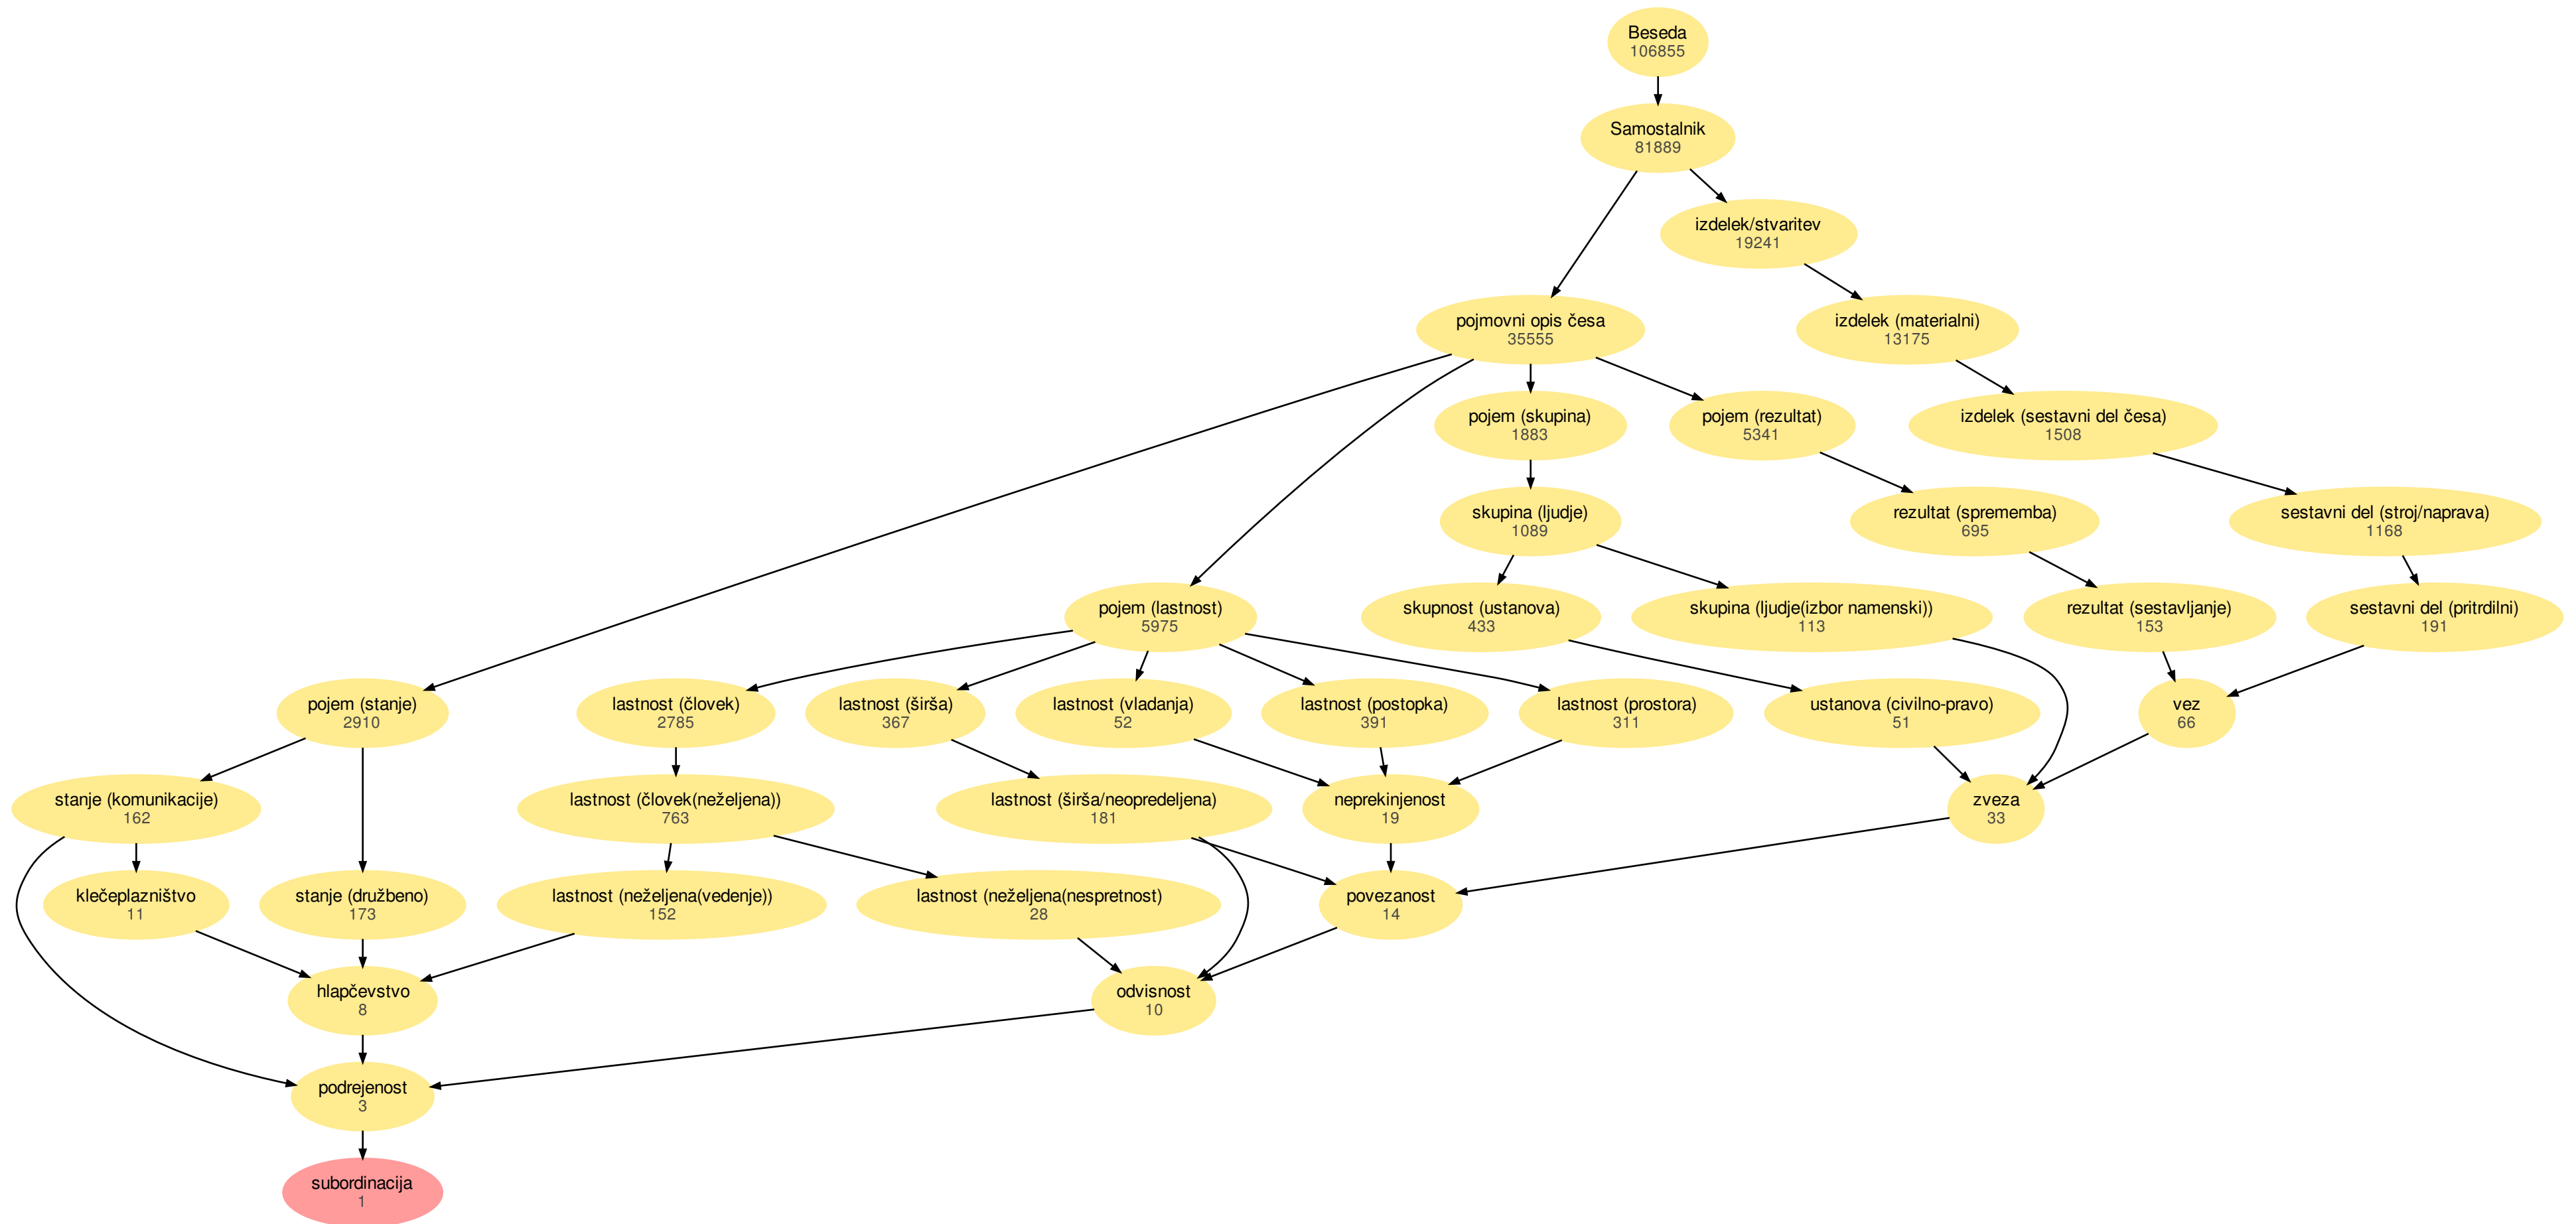 Beseda
106855
Samostalnik
81889
izdelek/stvaritev
19241
pojmovni opis česa
35555
izdelek (materialni)
13175
pojem (skupina)
1883
pojem (rezultat)
5341
izdelek (sestavni del česa)
1508
skupina (ljudje)
1089
rezultat (sprememba)
695
sestavni del (stroj/naprava)
1168
pojem (lastnost)
5975
skupnost (ustanova)
433
skupina (ljudje(izbor namenski))
113
rezultat (sestavljanje)
153
sestavni del (pritrdilni)
191
pojem (stanje)
2910
lastnost (človek)
2785
lastnost (širša)
367
lastnost (vladanja)
52
lastnost (postopka)
391
lastnost (prostora)
311
ustanova (civilno-pravo)
51
vez
66
stanje (komunikacije)
162
lastnost (človek(neželjena))
763
lastnost (širša/neopredeljena)
181
neprekinjenost
19
zveza
33
klečeplazništvo
11
stanje (družbeno)
173
lastnost (neželjena(vedenje))
152
lastnost (neželjena(nespretnost)
28
povezanost
14
hlapčevstvo
8
odvisnost
10
podrejenost
3
subordinacija
1